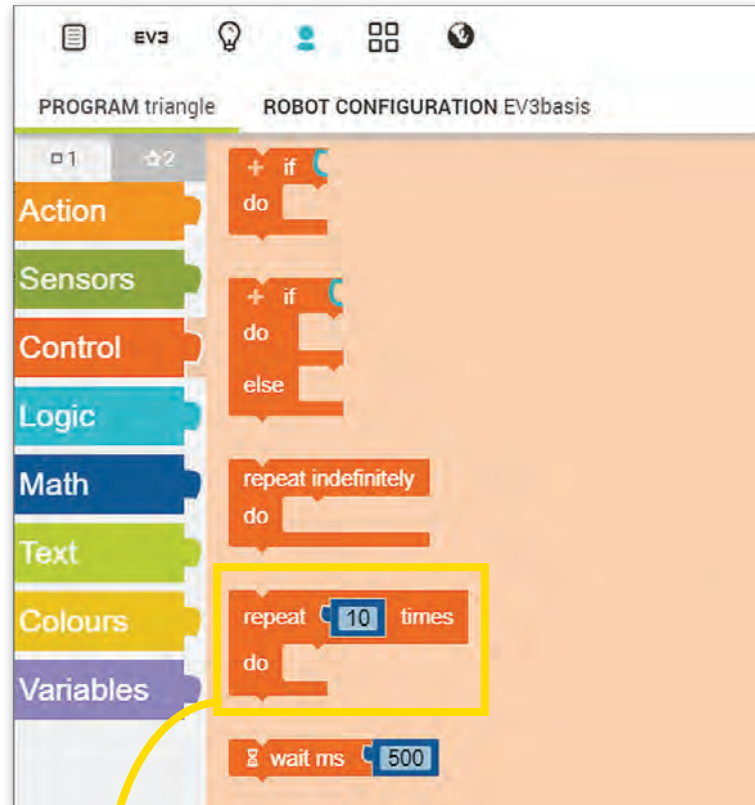 EV3
PROGRAM triangle ROBOT CONFIGURATION EV3basis
1 2
Action
Sensors
Control
Logic
Math
Text
Colours
Variables
+ if
do
+ if
do
else
repeat indefinitely
do
repeat 10 times
do
wait ms 500